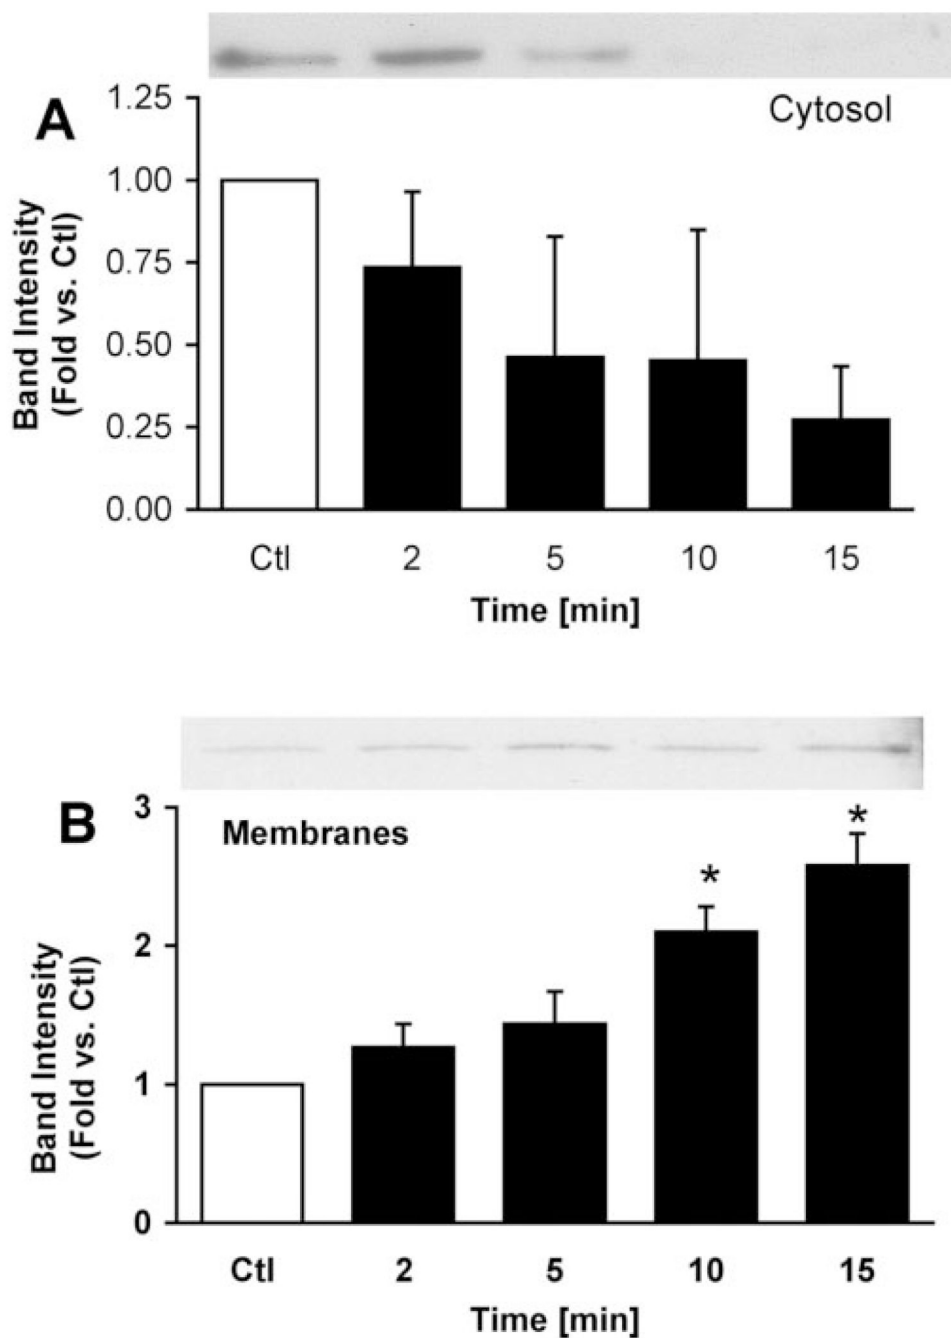 A
Cytosol
Band Intensity
(Fold vs. Ctl)
1.25
1.00
0.75
0.50
0.25
0.00
Ctl 2 5 10 15
Time [min]
B
Membranes
Band Intensity
(Fold vs. Ctl)
3
2
1
0
* *
Ctl 2 5 10 15
Time [min]